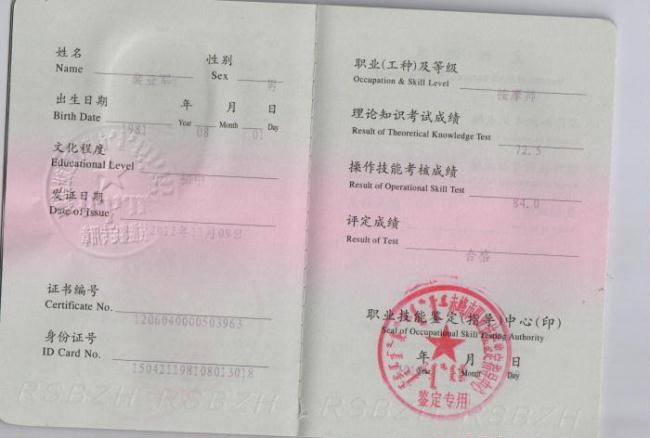 姓名
Name
性别
Sex 男
出生日期 年 月 日
Birth Date 1981 Year 08 Month 01 Day
文化程度
Educational Level
发证日期
Date of Issue
证书编号
Certificate No. 1206040000503963
身份证号
ID Card No. 150421198108013018
职业(工种)及等级
Occupation & Skill Level
按摩师
理论知识考试成绩
Result of Theoretical Knowledge Test
72.5
操作技能考核成绩
Result of Operational Skill Test
84.0
评定成绩
Result of Test
合格
职业技能鉴定(指导)中心(印)
Seal of Occupational Skill Testing Authority
年 月 日
Year Month Day
鉴定专用
RSBZH RSBZH